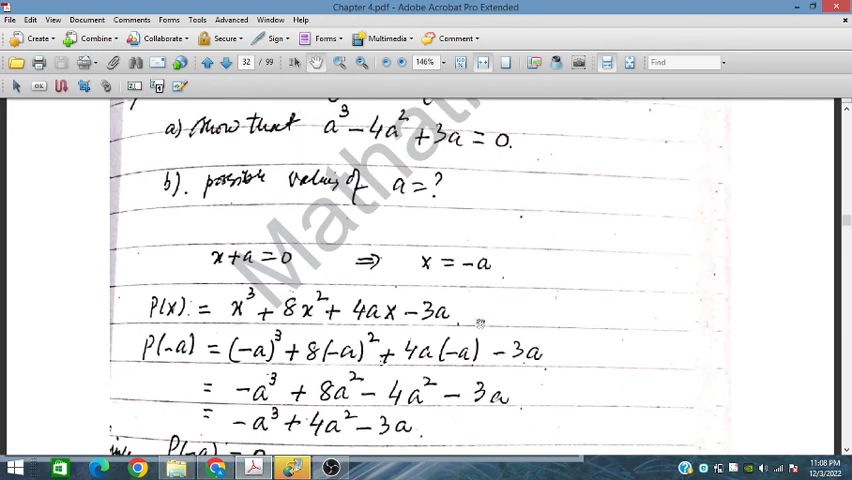 Chapter 4.pdf - Adobe Acrobat Pro Extended
File Edit View Document Comments Forms Tools Advanced Window Help
Create Combine Collaborate Secure Sign Forms Multimedia Comment
32 / 99 146% Find
a) show that a³ - 4a² + 3a = 0.
b). possible values of a = ?
x + a = 0 ⇒ x = -a
P(x) = x³ + 8x² + 4ax - 3a.
P(-a) = (-a)³ + 8(-a)² + 4a(-a) - 3a
= -a³ + 8a² - 4a² - 3a
= -a³ + 4a² - 3a.
P(-a) = 0
11:08 PM
12/3/2022